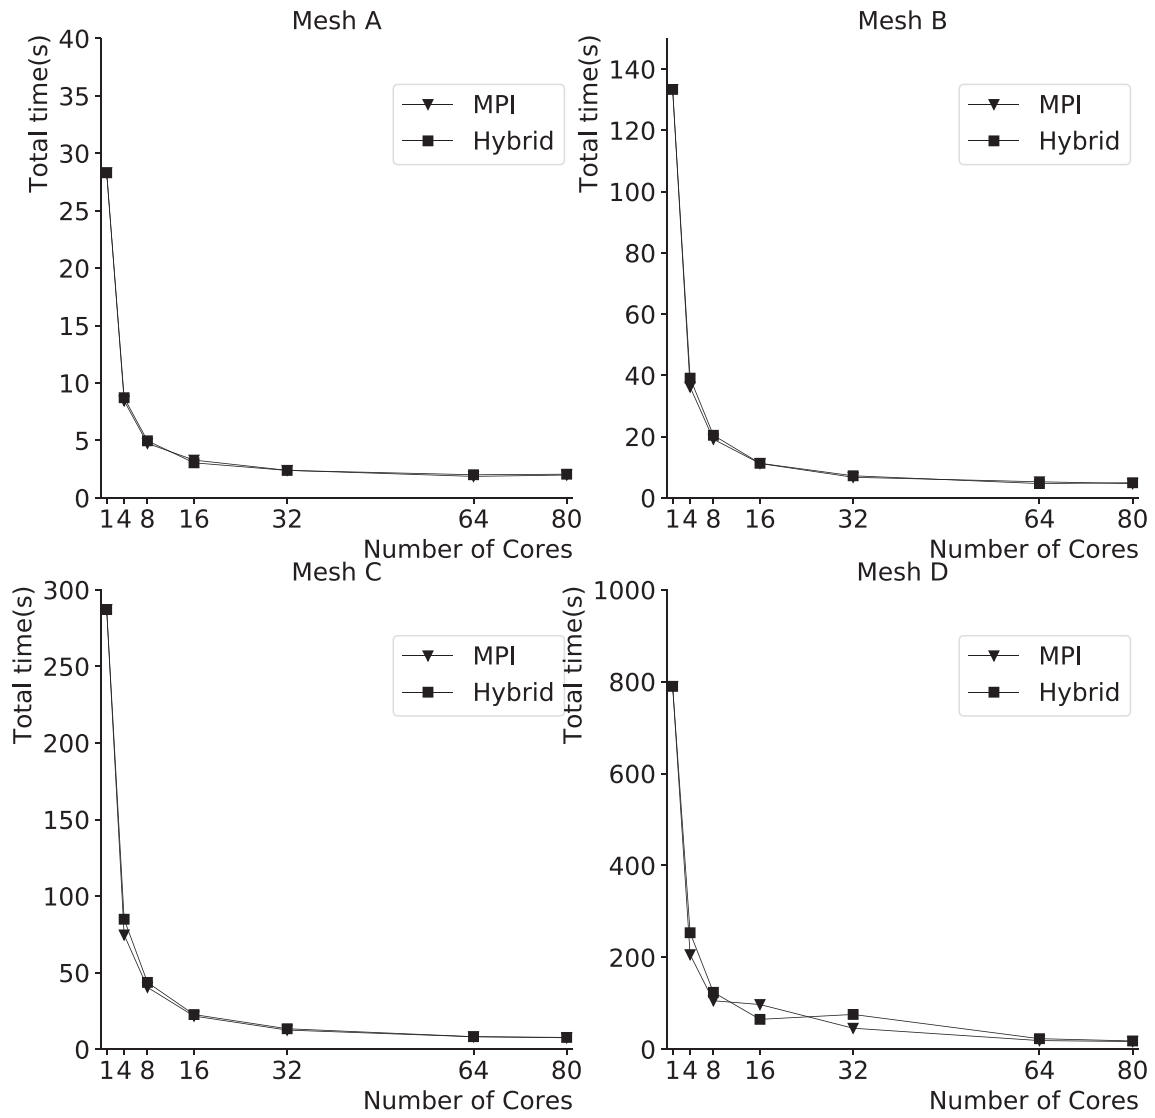 Mesh A
Total time(s)
40
35
30
25
20
15
10
5
0
MPI
Hybrid
1 4 8 16 32 64 80
Number of Cores
Mesh B
Total time(s)
140
120
100
80
60
40
20
0
MPI
Hybrid
1 4 8 16 32 64 80
Number of Cores
Mesh C
Total time(s)
300
250
200
150
100
50
0
MPI
Hybrid
1 4 8 16 32 64 80
Number of Cores
Mesh D
Total time(s)
1000
800
600
400
200
0
MPI
Hybrid
1 4 8 16 32 64 80
Number of Cores